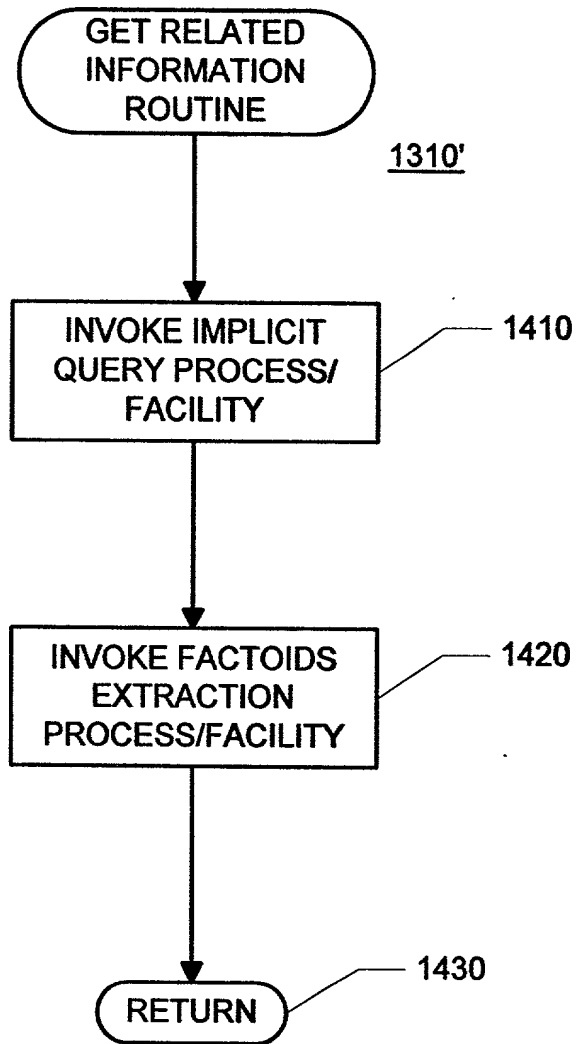 GET RELATED
INFORMATION
ROUTINE
1310'
INVOKE IMPLICIT
QUERY PROCESS/
FACILITY
1410
INVOKE FACTOIDS
EXTRACTION
PROCESS/FACILITY
1420
RETURN
1430